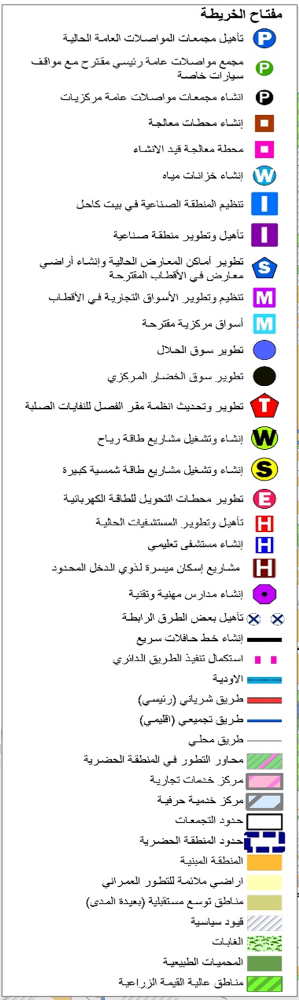 مفتاح الخريطة
P تأهيل مجمعات المواصلات العامة الحالية
P مجمع مواصلات عامة رئيسي مقترح مع مواقف
سيارات خاصة
P انشاء مجمعات مواصلات عامة مركزيات
إنشاء محطات معالجة
محطة معالجة قيد الانشاء
W إنشاء خزانات مياه
I تنظيم المنطقة الصناعية في بيت كاحل
I تأهيل وتطوير منطقة صناعية
S تطوير أماكن المعارض الحالية وإنشاء أراضي
معارض في الأقطاب المقترحة
M تنظيم وتطوير الأسواق التجارية في الأقطاب
M أسواق مركزية مقترحة
تطوير سوق الحلال
تطوير سوق الخضار المركزي
T تطوير وتحديث انظمة مقر الفصل للنفايات الصلبة
W إنشاء وتشغيل مشاريع طاقة رياح
S إنشاء وتشغيل مشاريع طاقة شمسية كبيرة
E تطوير محطات التحويل للطاقة الكهربائية
H تأهيل وتطوير المستشفيات الحالية
H إنشاء مستشفى تعليمي
H مشاريع إسكان ميسرة لذوي الدخل المحدود
إنشاء مدارس مهنية وتقنية
تأهيل بعض الطرق الرابطة
إنشاء خط حافلات سريع
استكمال تنفيذ الطريق الدائري
الاودية
طريق شرياني (رئيسي)
طريق تجميعي (اقليمي)
طريق محلي
محاور التطور في المنطقة الحضرية
مركز خدمات تجارية
مركز خدمية حرفية
حدود التجمعات
حدود المنطقة الحضرية
المنطقة المبنية
اراضي ملائمة للتطور العمراني
مناطق توسع مستقبلية (بعيدة المدى)
قيود سياسية
الغابات
المحميات الطبيعية
مناطق عالية القيمة الزراعية